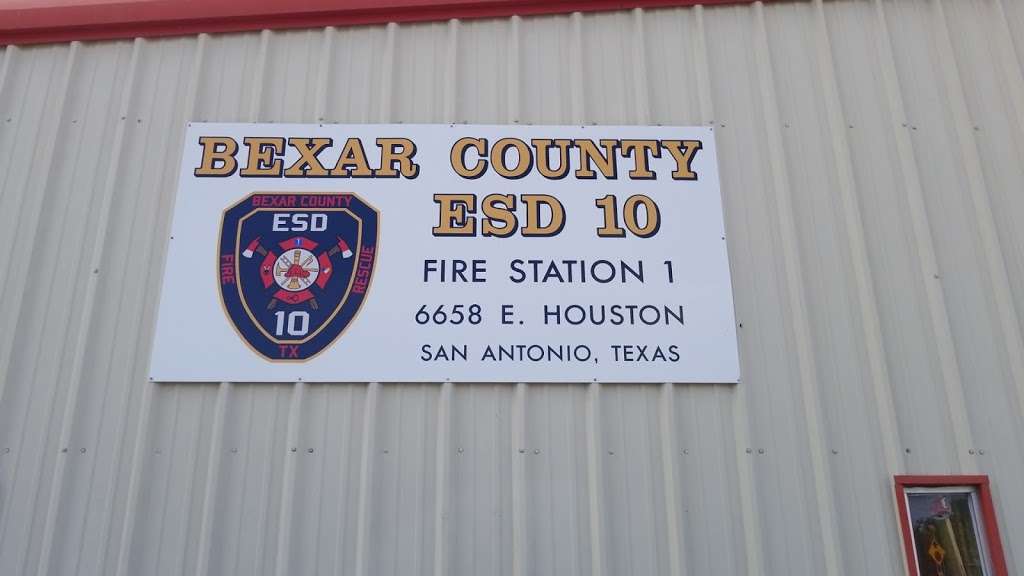 BEXAR COUNTY
ESD 10
FIRE STATION 1
6658 E. HOUSTON
SAN ANTONIO, TEXAS
BEXAR COUNTY
ESD
FIRE
RESCUE
10
TX